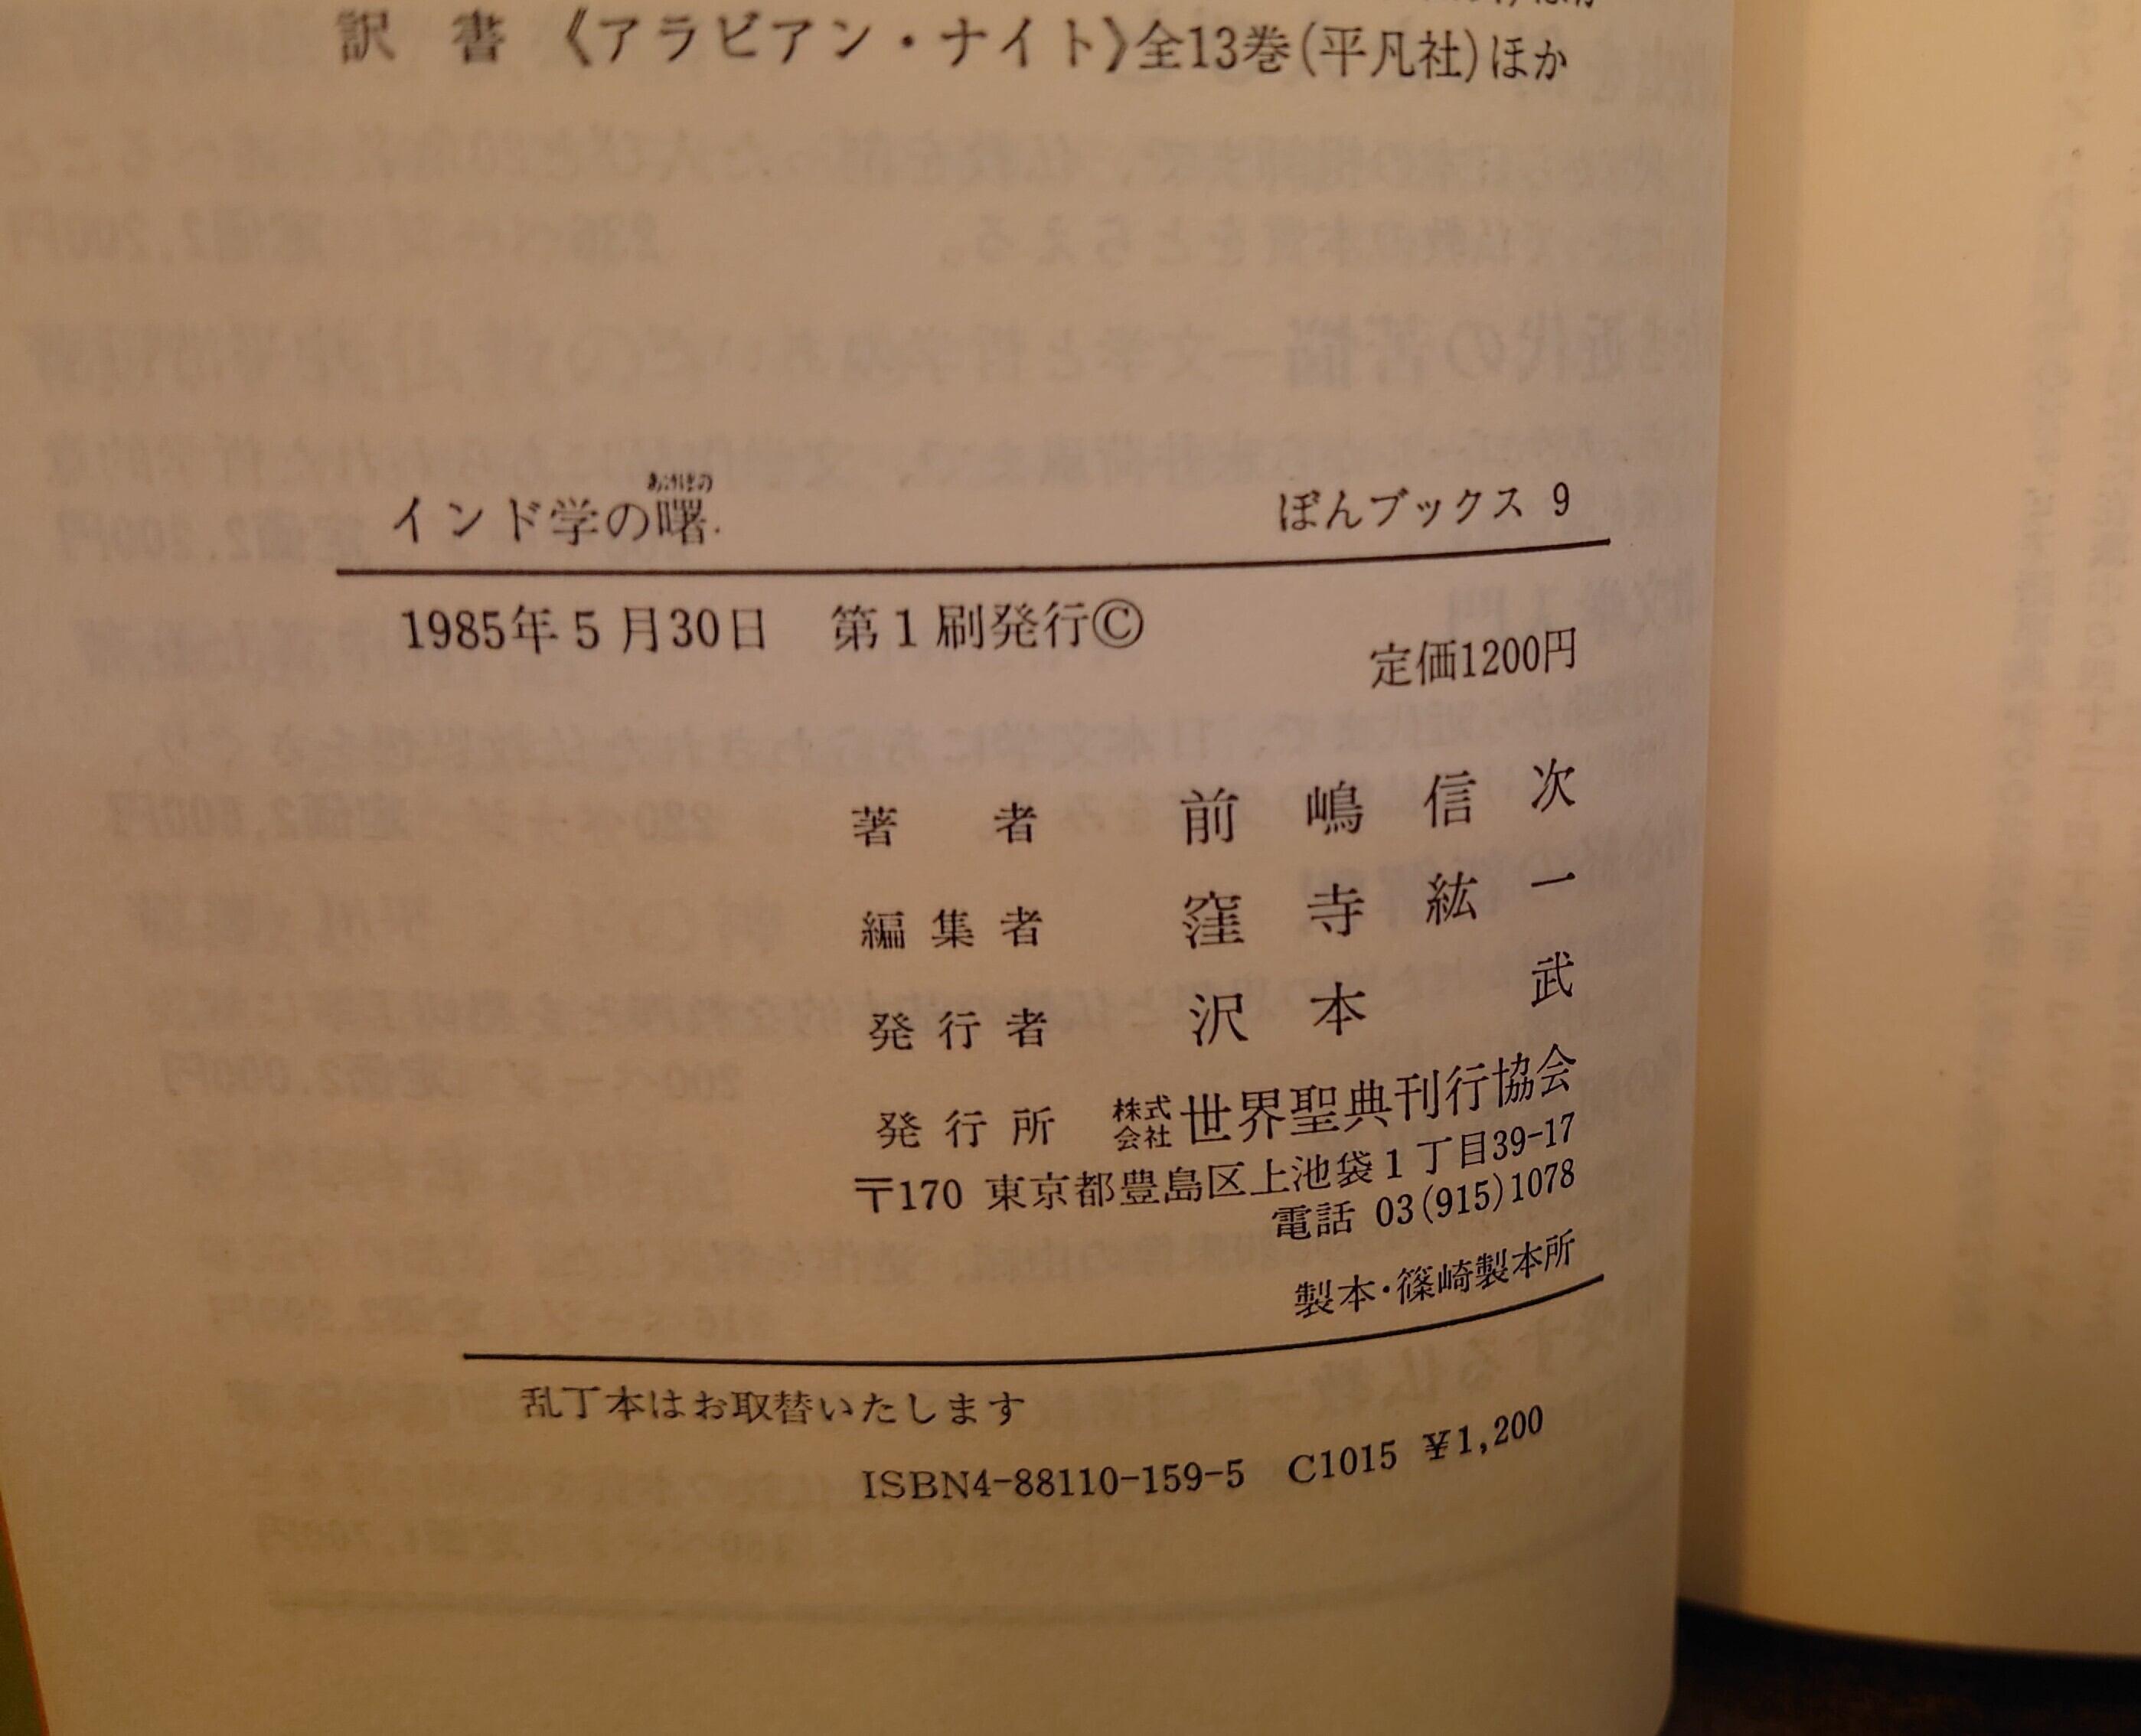 訳 書 《アラビアン・ナイト》全13巻(平凡社)ほか
あけぼの
インド学の曙 ぽんブックス 9
1985年5月30日 第1刷発行©
定価1200円
著者 前嶋信次
編集者 窪寺紘一
発行者 沢本 武
発行所 株式会社世界聖典刊行協会
〒170 東京都豊島区上池袋1丁目39-17
電話 03(915)1078
製本・篠崎製本所
乱丁本はお取替いたします
ISBN4-88110-159-5 C1015 ¥1,200